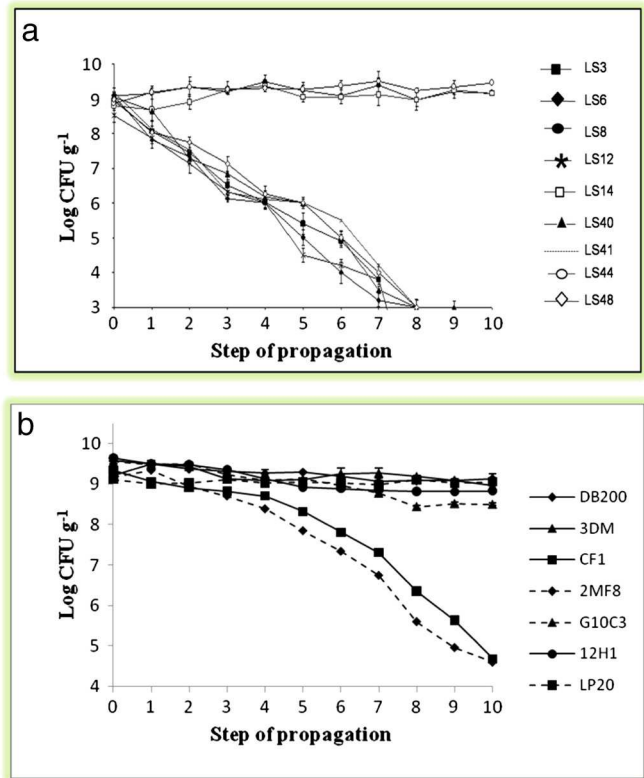 a
Log CFU g-1
10
9
8
7
6
5
4
3
0 1 2 3 4 5 6 7 8 9 10
Step of propagation
LS3
LS6
LS8
LS12
LS14
LS40
LS41
LS44
LS48
b
Log CFU g-1
10
9
8
7
6
5
4
0 1 2 3 4 5 6 7 8 9 10
Step of propagation
DB200
3DM
CF1
2MF8
G10C3
12H1
LP20